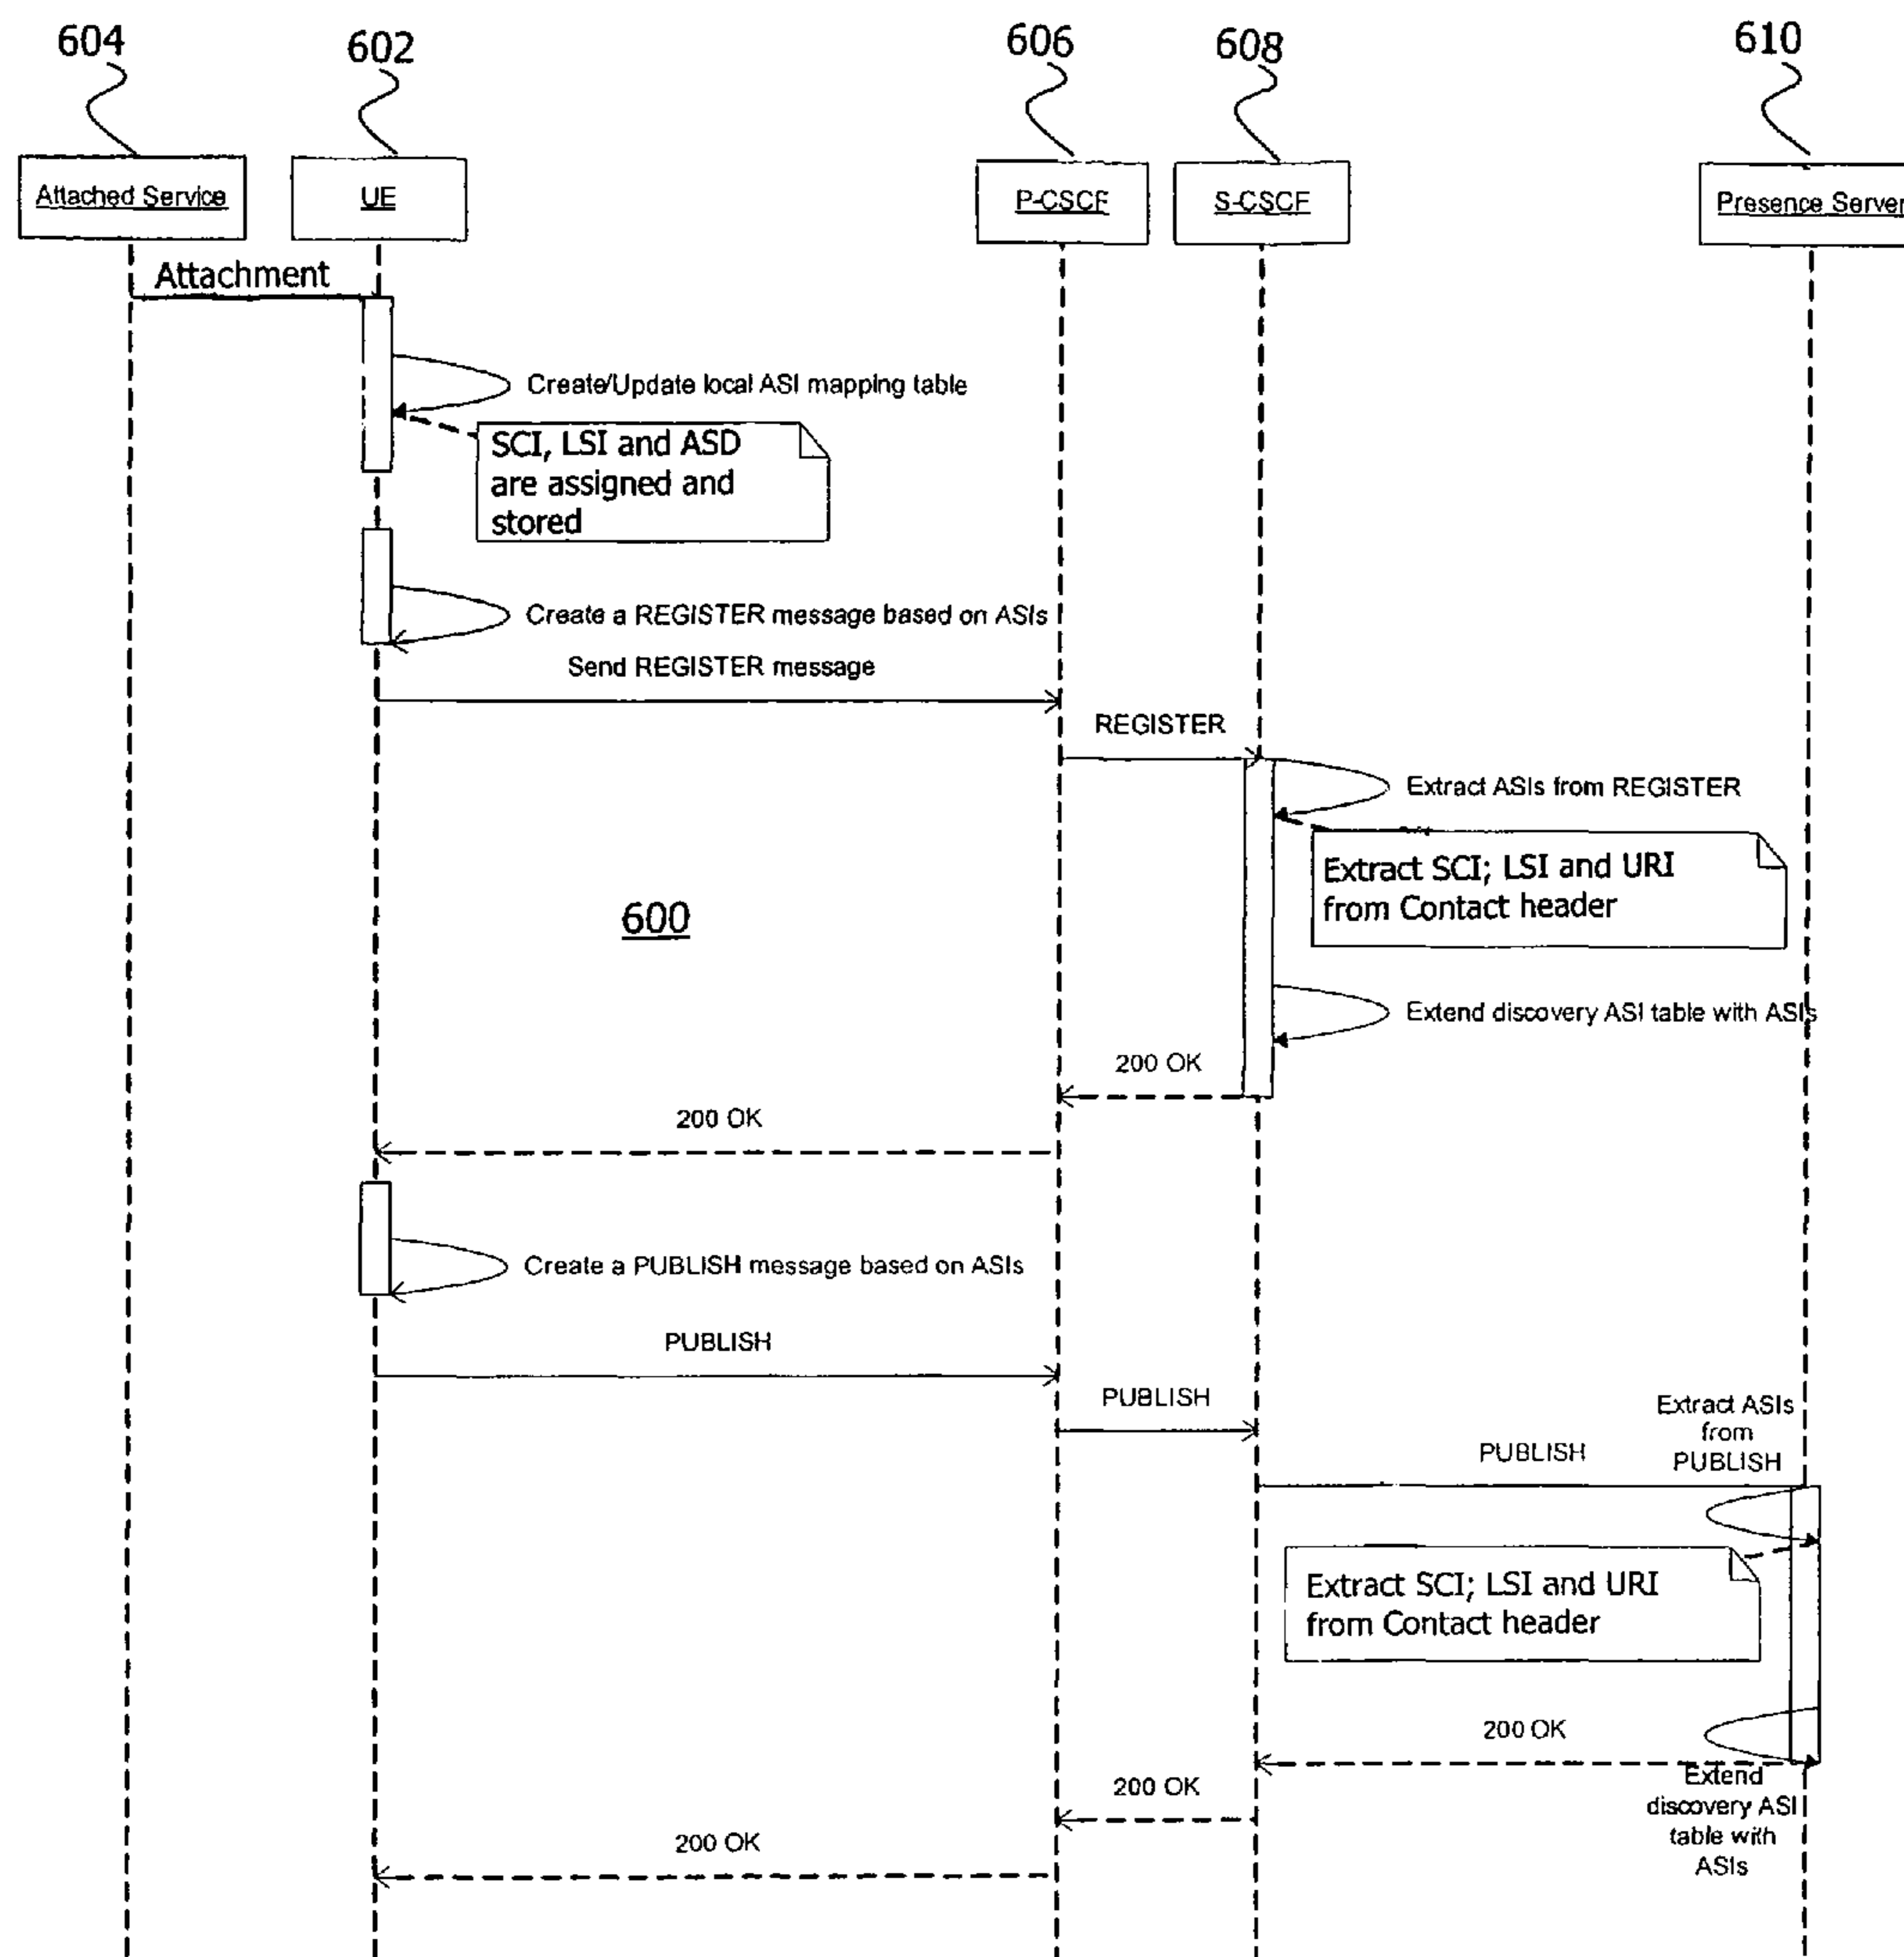 604
602
606
608
610
Attached Service
UE
P-CSCF
S-CSCF
Presence Server
Attachment
Create/Update local ASI mapping table
SCI, LSI and ASD
are assigned and
stored
Create a REGISTER message based on ASIs
Send REGISTER message
REGISTER
Extract ASIs from REGISTER
Extract SCI; LSI and URI
from Contact header
600
Extend discovery ASI table with ASIs
200 OK
200 OK
Create a PUBLISH message based on ASIs
PUBLISH
PUBLISH
Extract ASIs
from
PUBLISH
PUBLISH
Extract SCI; LSI and URI
from Contact header
200 OK
Extend
discovery ASI
table with
ASIs
200 OK
200 OK